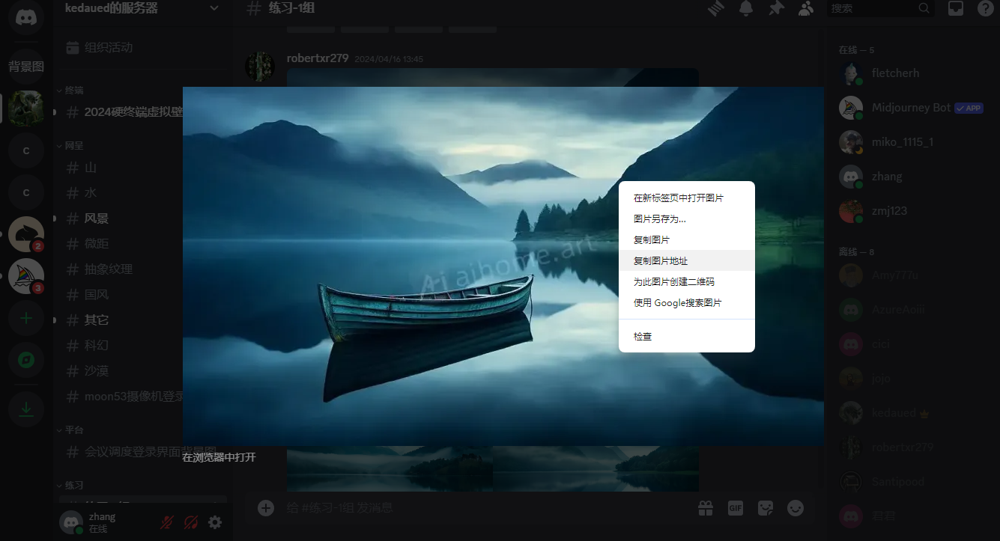 kedaued的服务器
练习-1组
搜索
组织活动
背景图
终端
2024硬终端虚拟壁
网呈
山
水
风景
微距
抽象纹理
国风
其它
科幻
沙漠
moon53摄像机登录
平台
会议调度登录界面背景图
练习
c
c
2
3
zhang
在线
robertxr279 2024/04/16 13:45
Ai aihome.art
在新标签页中打开图片
图片另存为...
复制图片
复制图片地址
为此图片创建二维码
使用 Google搜索图片
检查
在浏览器中打开
给 #练习-1组 发消息
GIF
在线 — 5
fletcherh
Midjourney Bot APP
miko_1115_1
zhang
zmj123
离线 — 8
Amy777u
AzureAoiii
cici
jojo
kedaued
robertxr279
Santipood
君君